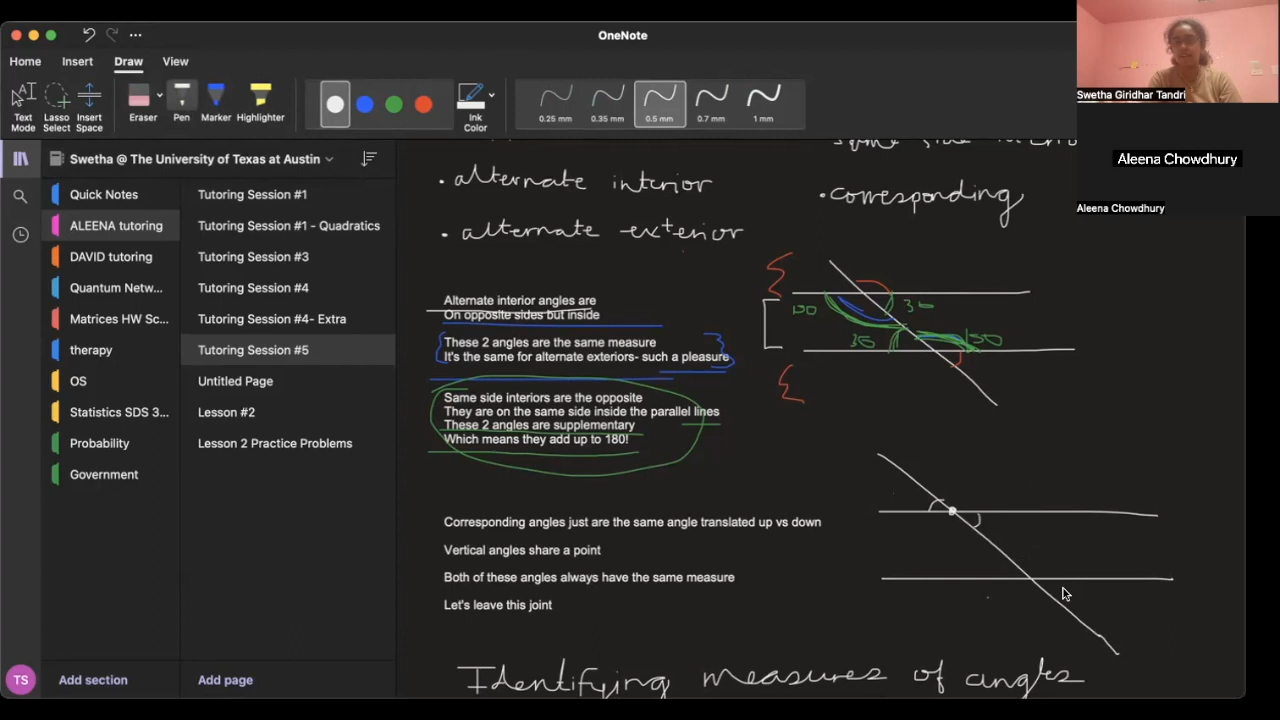 OneNote
Home Insert Draw View
Text Mode
Lasso Select
Insert Space
Eraser
Pen
Marker
Highlighter
Ink Color
0.25 mm
0.35 mm
0.5 mm
0.7 mm
1 mm
Swetha Giridhar Tandri
Aleena Chowdhury
Aleena Chowdhury
Swetha @ The University of Texas at Austin
Quick Notes
ALEENA tutoring
DAVID tutoring
Quantum Netw...
Matrices HW Sc...
therapy
OS
Statistics SDS 3...
Probability
Government
Tutoring Session #1
Tutoring Session #1 - Quadratics
Tutoring Session #3
Tutoring Session #4
Tutoring Session #4- Extra
Tutoring Session #5
Untitled Page
Lesson #2
Lesson 2 Practice Problems
TS
Add section
Add page
• alternate interior
• corresponding
• alternate exterior
Alternate interior angles are
On opposite sides but inside
These 2 angles are the same measure
It's the same for alternate exteriors- such a pleasure
Same side interiors are the opposite
They are on the same side inside the parallel lines
These 2 angles are supplementary
Which means they add up to 180!
30
30
150
Corresponding angles just are the same angle translated up vs down
Vertical angles share a point
Both of these angles always have the same measure
Let's leave this joint
Identifying measures of angles